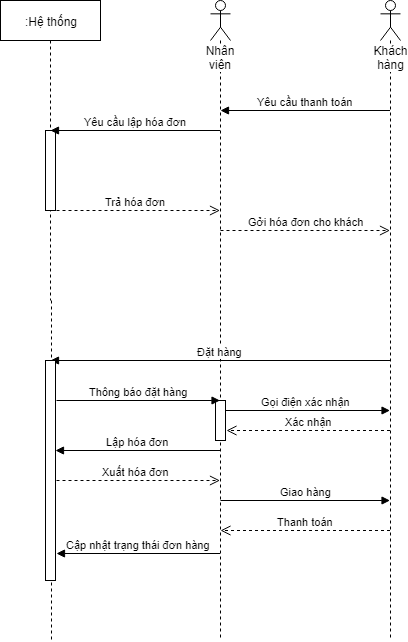 :Hệ thống
Nhân
viên
Khách
hàng
Yêu cầu thanh toán
Yêu cầu lập hóa đơn
Trả hóa đơn
Gởi hóa đơn cho khách
Đặt hàng
Thông báo đặt hàng
Gọi điện xác nhận
Xác nhận
Lập hóa đơn
Xuất hóa đơn
Giao hàng
Thanh toán
Cập nhật trạng thái đơn hàng